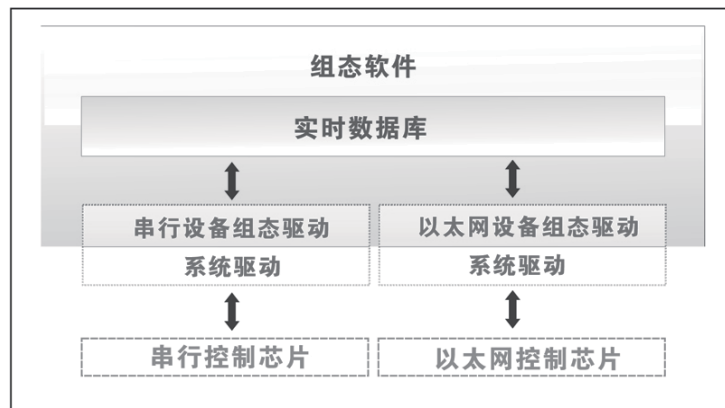 组态软件
实时数据库
串行设备组态驱动
以太网设备组态驱动
系统驱动
系统驱动
串行控制芯片
以太网控制芯片